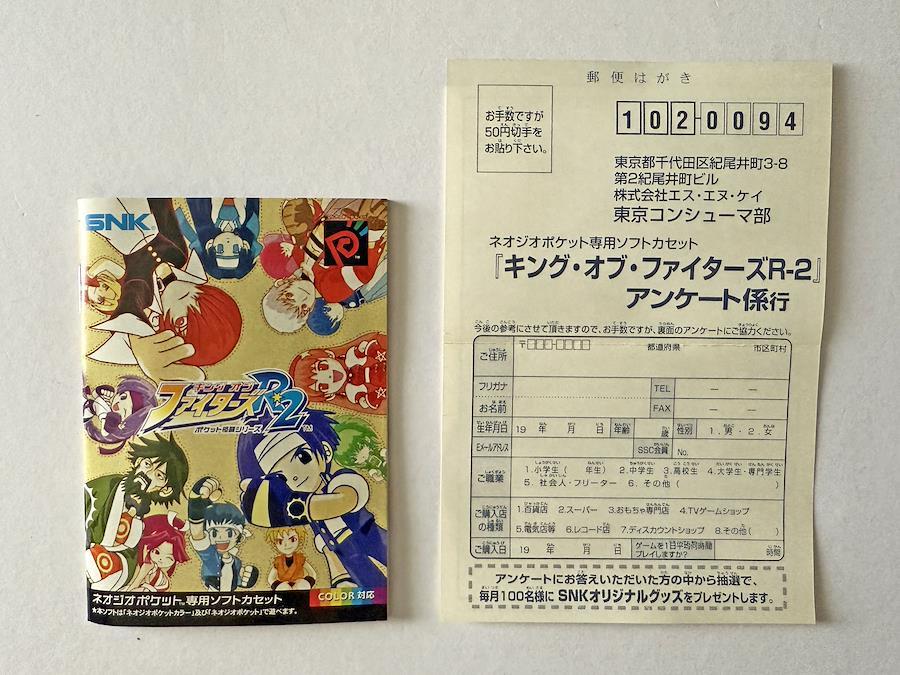 SNK
キング オブ
ファイターズR・2
ポケット格闘シリーズ
TM
ネオジオポケット®専用ソフトカセット
COLOR 対応
★本ソフトは「ネオジオポケットカラー」及び「ネオジオポケット」で遊べます。
郵便はがき
お手数ですが
50円切手を
お貼り下さい。
102-0094
東京都千代田区紀尾井町3-8
第2紀尾井町ビル
株式会社エス・エヌ・ケイ
東京コンシューマ部
ネオジオポケット専用ソフトカセット
『キング・オブ・ファイターズR-2』
アンケート係行
今後の参考にさせて頂きますので、お手数ですが、裏面のアンケートにご協力ください。
ご住所 〒□□□-□□□□ 都道府県 市区町村
フリガナ TEL — —
お名前 FAX — —
生年月日 19 年 月 日 年齢 歳 性別 1. 男・2. 女
Eメールアドレス SSC会員 No.
ご職業 1. 小学生( 年生) 2. 中学生 3. 高校生 4. 大学生・専門学生
5. 社会人・フリーター 6. その他( )
ご購入店の種類 1.百貨店 2.スーパー 3.おもちゃ専門店 4.TVゲームショップ
5.電気店等 6.レコード店 7.ディスカウントショップ 8.その他( )
ご購入日 19 年 月 日 ゲームを1日平均何時間プレイしますか? 時間
アンケートにお答えいただいた方の中から抽選で、
毎月100名様に SNKオリジナルグッズをプレゼントします。